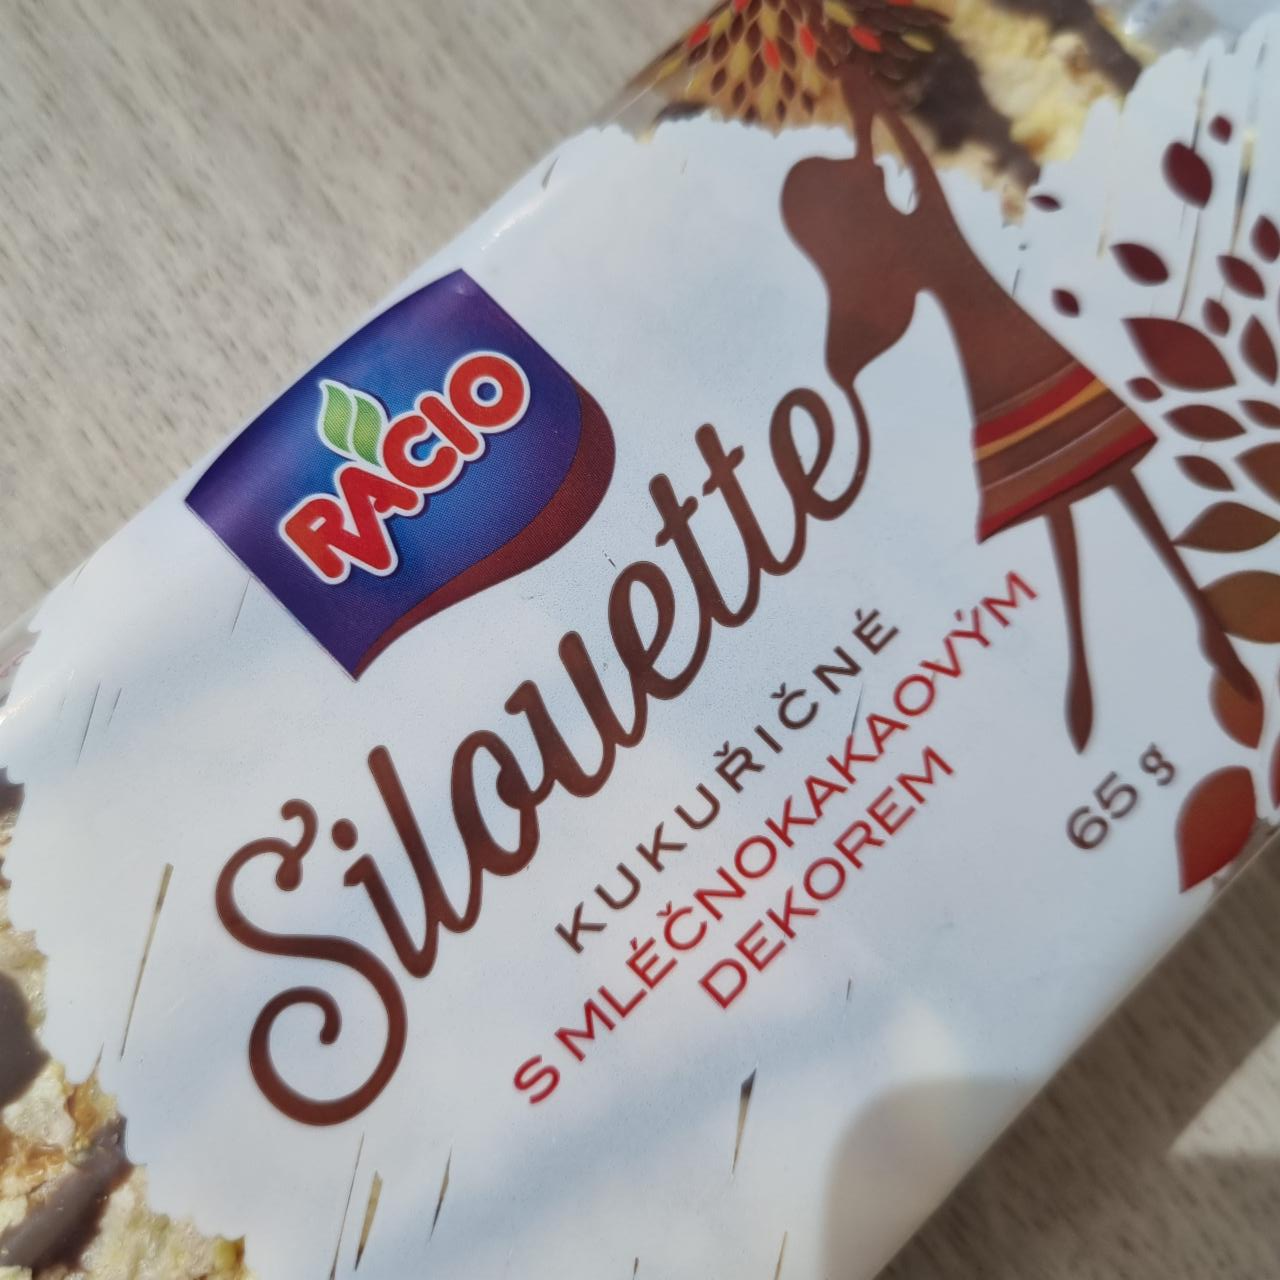 RACIO
Silouette
KUKUŘIČNÉ
S MLÉČNOKAKAOVÝM
DEKOREM
65 g